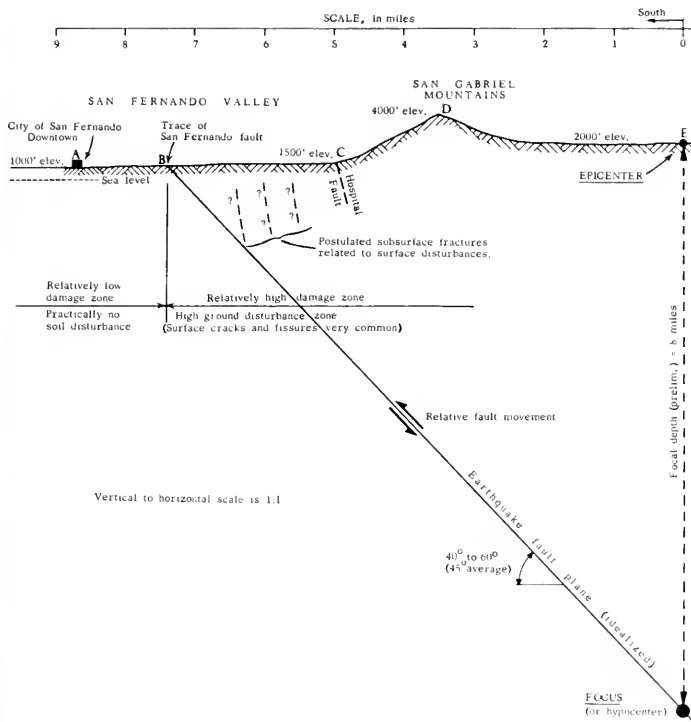 SCALE, in miles
South
9 8 7 6 5 4 3 2 1 0
SAN GABRIEL
MOUNTAINS
SAN FERNANDO VALLEY
4000' elev. D
City of San Fernando
Downtown
Trace of
San Fernando fault
A
B
1000' elev.
1500' elev.
C
2000' elev.
E
Sea level
EPICENTER
Hospital
Fault
? ? ?
? ? ?
Postulated subsurface fractures
related to surface disturbances.
Relatively low
damage zone
Relatively high damage zone
Practically no
soil disturbance
High ground disturbance zone
(Surface cracks and fissures very common)
Focal depth (prelim.) = 8 miles
Relative fault movement
Vertical to horizontal scale is 1:1
Earthquake fault plane (idealized)
40° to 60°
(45° average)
FOCUS
(or hypocenter)